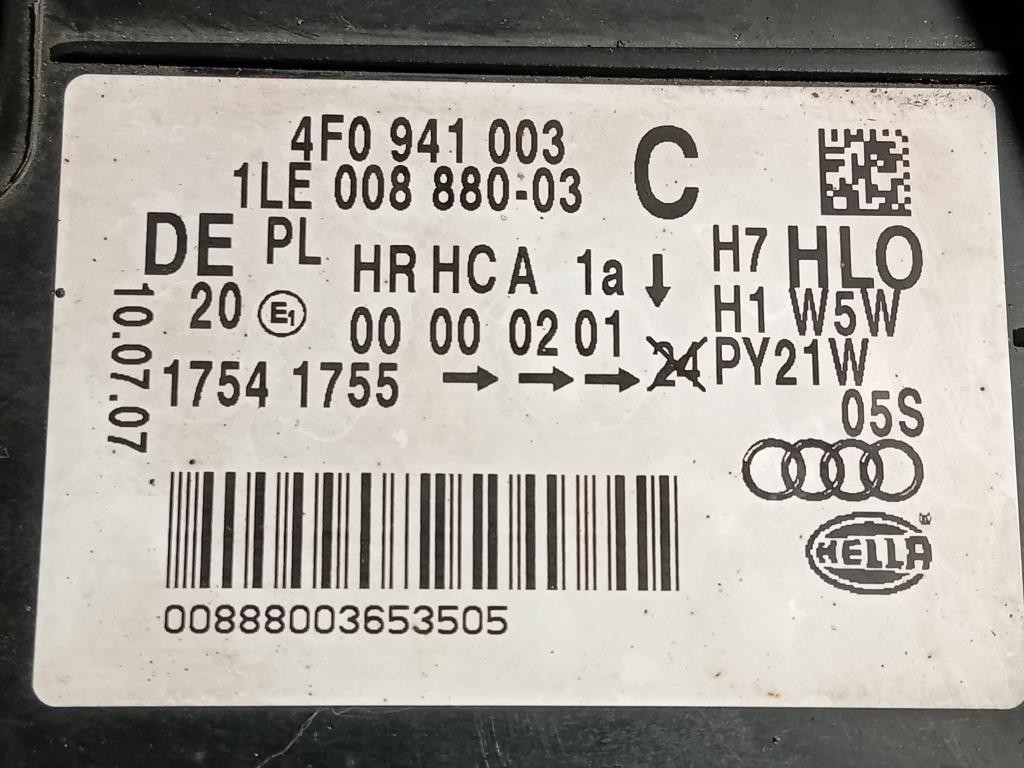 4F0 941 003 C
1LE 008 880-03
DE PL HR HC A 1a ↓ H7 HLO
20 E1 00 00 02 01 H1 W5W
1754 1755 → → → 24 PY21W
05S
10.07.07
HELLA ®
00888003653505